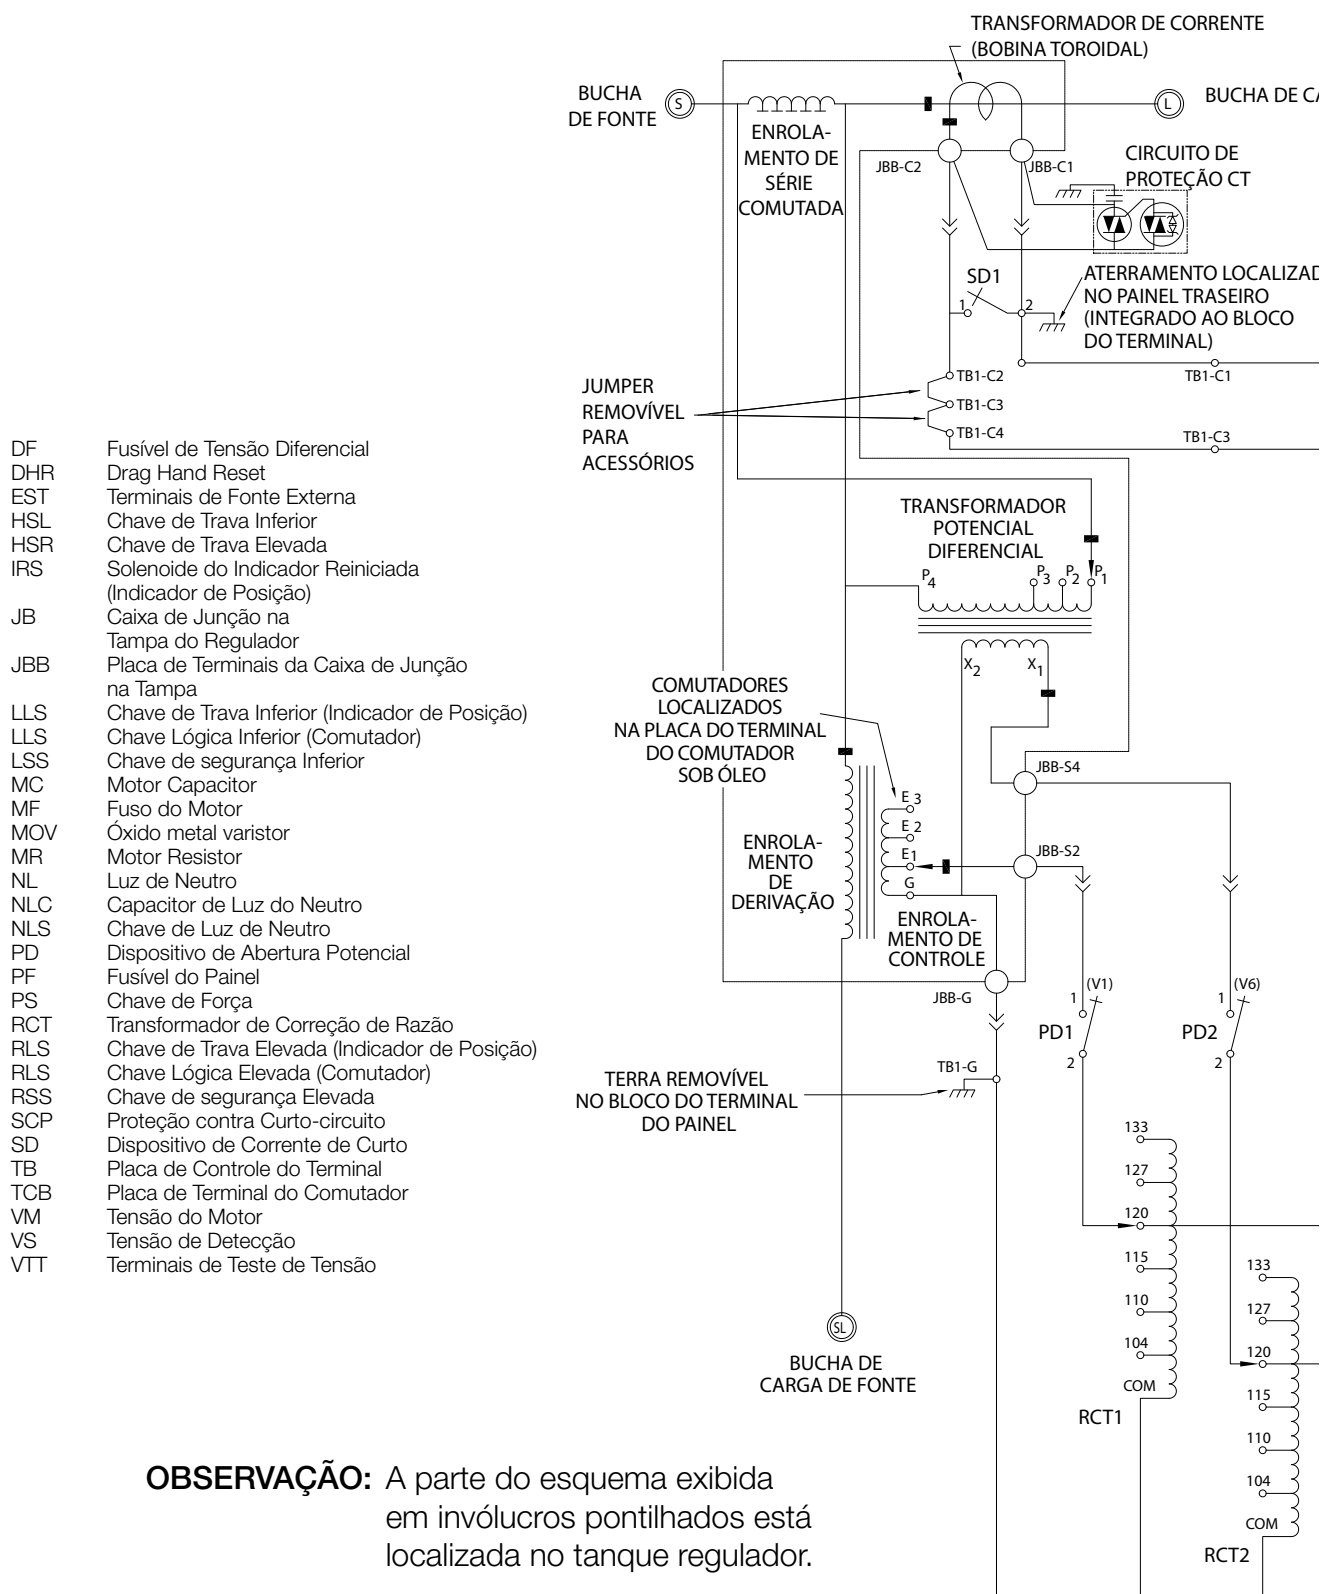 TRANSFORMADOR DE CORRENTE
(BOBINA TOROIDAL)
BUCHA
DE FONTE
S
L
BUCHA DE
ENROLA-
MENTO DE
SÉRIE
COMUTADA
JBB-C2
JBB-C1
CIRCUITO DE
PROTEÇÃO CT
SD1
1
2
ATERRAMENTO
NO PAINEL TRASEIRO
(INTEGRADO AO BLOCO
DO TERMINAL)
JUMPER
REMOVÍVEL
PARA
ACESSÓRIOS
TB1-C2
TB1-C3
TB1-C4
TB1-C1
TB1-C3
DF Fusível de Tensão Diferencial
DHR Drag Hand Reset
EST Terminais de Fonte Externa
HSL Chave de Trava Inferior
HSR Chave de Trava Elevada
IRS Solenoide do Indicador Reiniciada
(Indicador de Posição)
JB Caixa de Junção na
Tampa do Regulador
JBB Placa de Terminais da Caixa de Junção
na Tampa
LLS Chave de Trava Inferior (Indicador de Posição)
LLS Chave Lógica Inferior (Comutador)
LSS Chave de segurança Inferior
MC Motor Capacitor
MF Fuso do Motor
MOV Óxido metal varistor
MR Motor Resistor
NL Luz de Neutro
NLC Capacitor de Luz do Neutro
NLS Chave de Luz de Neutro
PD Dispositivo de Abertura Potencial
PF Fusível do Painel
PS Chave de Força
RCT Transformador de Correção de Razão
RLS Chave de Trava Elevada (Indicador de Posição)
RLS Chave Lógica Elevada (Comutador)
RSS Chave de segurança Elevada
SCP Proteção contra Curto-circuito
SD Dispositivo de Corrente de Curto
TB Placa de Controle do Terminal
TCB Placa de Terminal do Comutador
VM Tensão do Motor
VS Tensão de Detecção
VTT Terminais de Teste de Tensão
TRANSFORMADOR
POTENCIAL
DIFERENCIAL
P4
P3
P2
P1
X2
X1
COMUTADORES
LOCALIZADOS
NA PLACA DO TERMINAL
DO COMUTADOR
SOB ÓLEO
JBB-S4
E 3
E 2
E1
G
JBB-S2
ENROLA-
MENTO
DE
DERIVAÇÃO
ENROLA-
MENTO DE
CONTROLE
JBB-G
1
(V1)
PD1
2
1
(V6)
PD2
2
TB1-G
TERRA REMOVÍVEL
NO BLOCO DO TERMINAL
DO PAINEL
133
127
120
115
110
104
COM
RCT1
133
127
120
115
110
104
COM
RCT2
SL
BUCHA DE
CARGA DE FONTE
OBSERVAÇÃO: A parte do esquema exibida
em invólucros pontilhados está
localizada no tanque regulador.